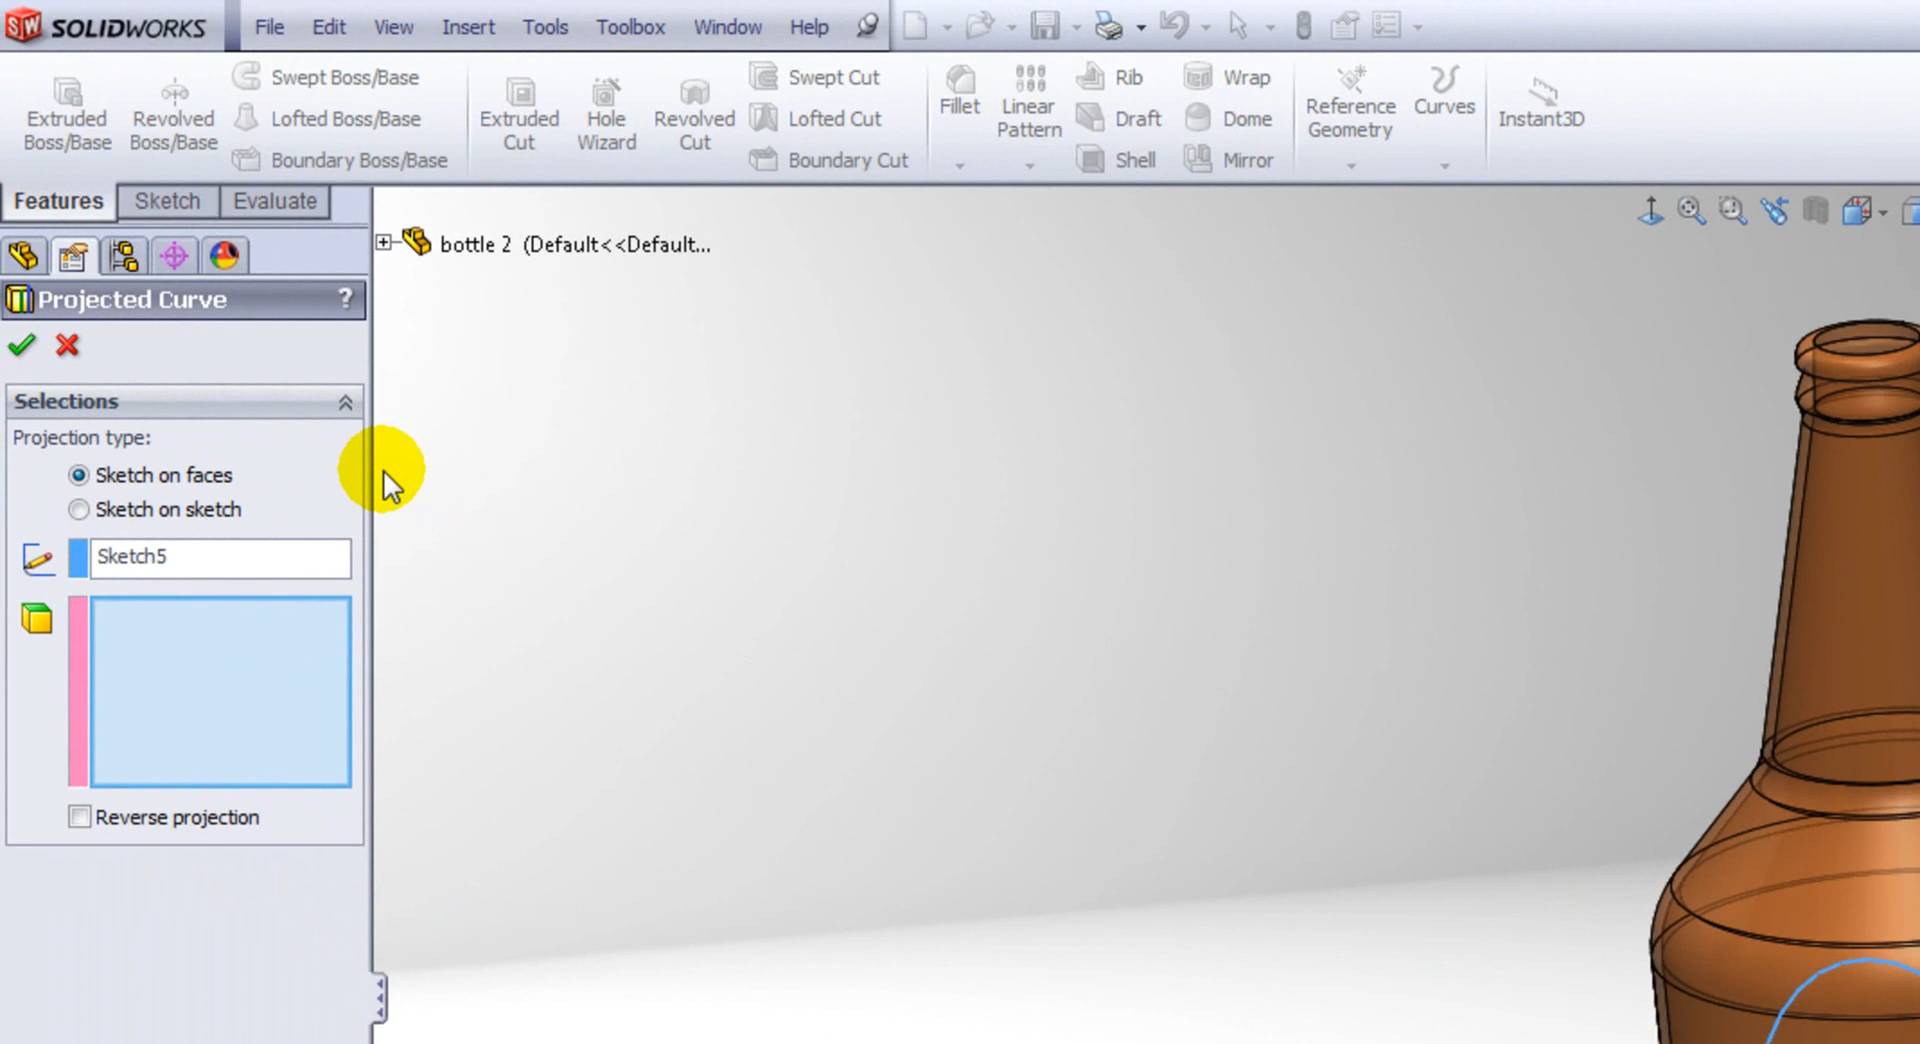 SOLIDWORKS File Edit View Insert Tools Toolbox Window Help
Extruded Boss/Base
Revolved Boss/Base
Swept Boss/Base
Lofted Boss/Base
Boundary Boss/Base
Extruded Cut
Hole Wizard
Revolved Cut
Swept Cut
Lofted Cut
Boundary Cut
Fillet
Linear Pattern
Rib
Draft
Shell
Wrap
Dome
Mirror
Reference Geometry
Curves
Instant3D
Features Sketch Evaluate
bottle 2 (Default<<Default...
Projected Curve ?
Selections
Projection type:
Sketch on faces
Sketch on sketch
Sketch5
Reverse projection